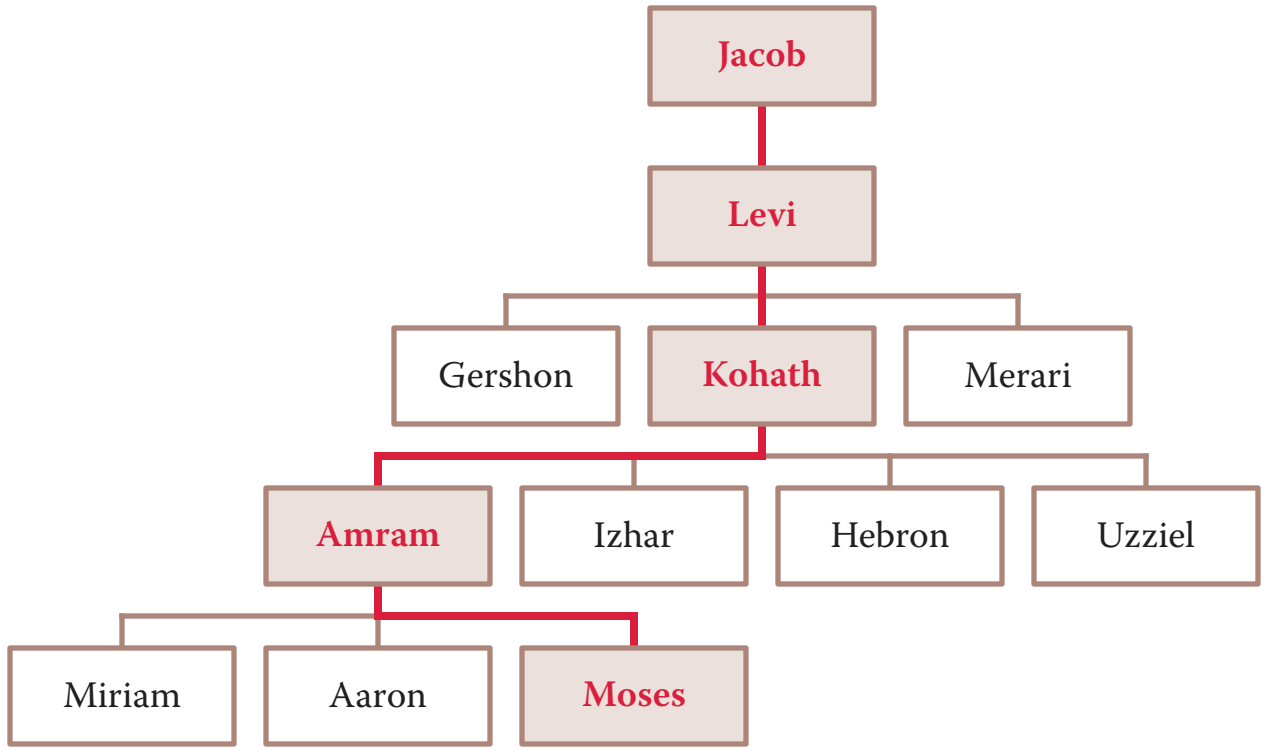 Jacob
Levi
Gershon
Kohath
Merari
Amram
Izhar
Hebron
Uzziel
Miriam
Aaron
Moses